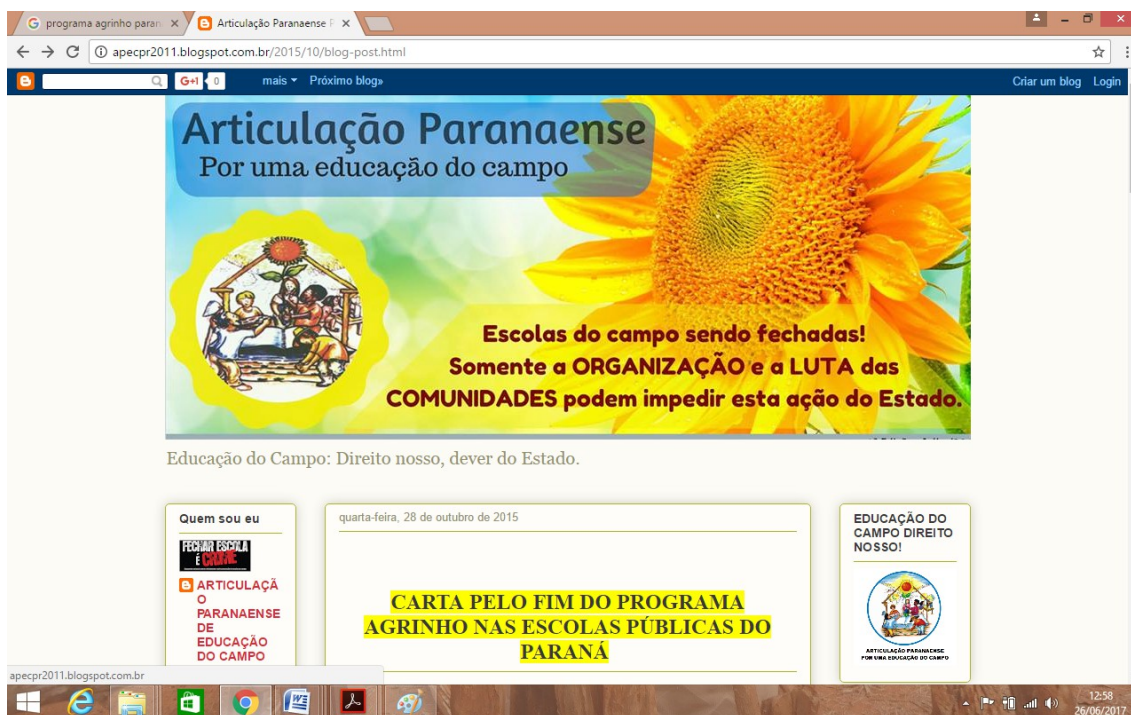 programa agrinho paran
Articulação Paranaense P
apecpr2011.blogspot.com.br/2015/10/blog-post.html
G+1 0 mais Próximo blog» Criar um blog Login
Articulação Paranaense
Por uma educação do campo
Escolas do campo sendo fechadas!
Somente a ORGANIZAÇÃO e a LUTA das
COMUNIDADES podem impedir esta ação do Estado.
Educação do Campo: Direito nosso, dever do Estado.
Quem sou eu
FECHAR ESCOLA
É CRIME
ARTICULAÇÃ
O
PARANAENSE
DE
EDUCAÇÃO
DO CAMPO
quarta-feira, 28 de outubro de 2015
CARTA PELO FIM DO PROGRAMA
AGRINHO NAS ESCOLAS PÚBLICAS DO
PARANÁ
EDUCAÇÃO DO
CAMPO DIREITO
NOSSO!
ARTICULAÇÃO PARANAENSE
POR UMA EDUCAÇÃO DO CAMPO
apecpr2011.blogspot.com.br
12:58
26/06/2017